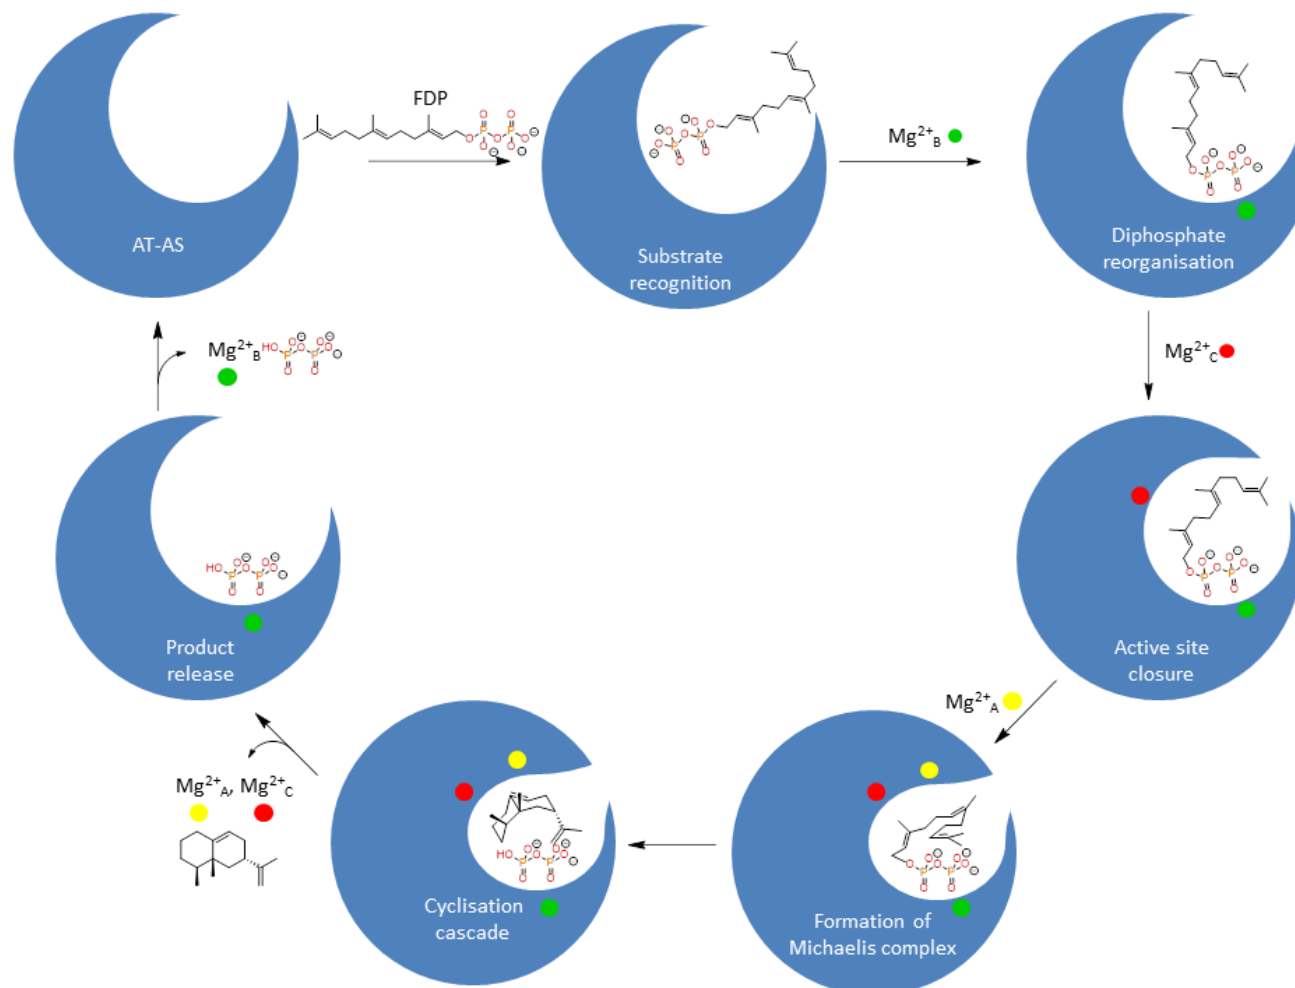 FDP
AT-AS
Substrate
recognition
Mg²⁺B
Diphosphate
reorganisation
Mg²⁺C
Active site
closure
Mg²⁺A
Formation of
Michaelis complex
Cyclisation
cascade
Mg²⁺A, Mg²⁺C
Product
release
Mg²⁺B